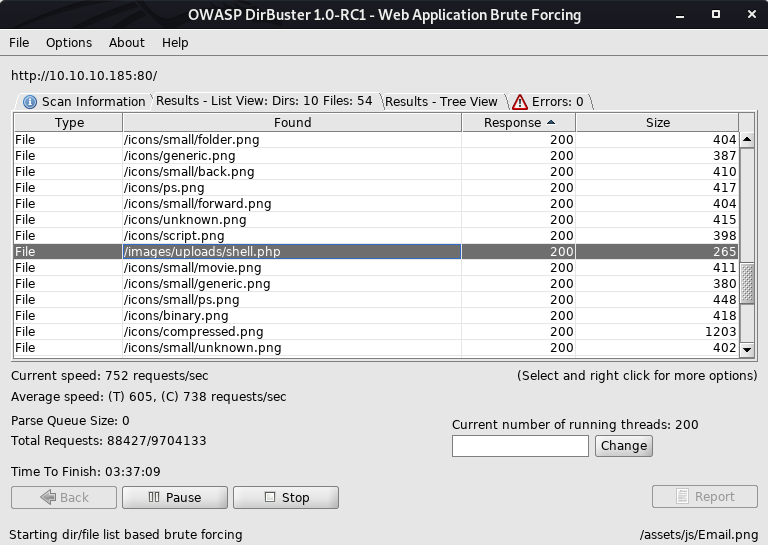 OWASP DirBuster 1.0-RC1 - Web Application Brute Forcing
File Options About Help
http://10.10.10.185:80/
Scan Information Results - List View: Dirs: 10 Files: 54 Results - Tree View Errors: 0
Type Found Response Size
File /icons/small/folder.png 200 404
File /icons/generic.png 200 387
File /icons/small/back.png 200 410
File /icons/ps.png 200 417
File /icons/small/forward.png 200 404
File /icons/unknown.png 200 415
File /icons/script.png 200 398
File /images/uploads/shell.php 200 265
File /icons/small/movie.png 200 411
File /icons/small/generic.png 200 380
File /icons/small/ps.png 200 448
File /icons/binary.png 200 418
File /icons/compressed.png 200 1203
File /icons/small/unknown.png 200 402
Current speed: 752 requests/sec (Select and right click for more options)
Average speed: (T) 605, (C) 738 requests/sec
Parse Queue Size: 0
Current number of running threads: 200
Total Requests: 88427/9704133
Change
Time To Finish: 03:37:09
Back Pause Stop Report
Starting dir/file list based brute forcing /assets/js/Email.png